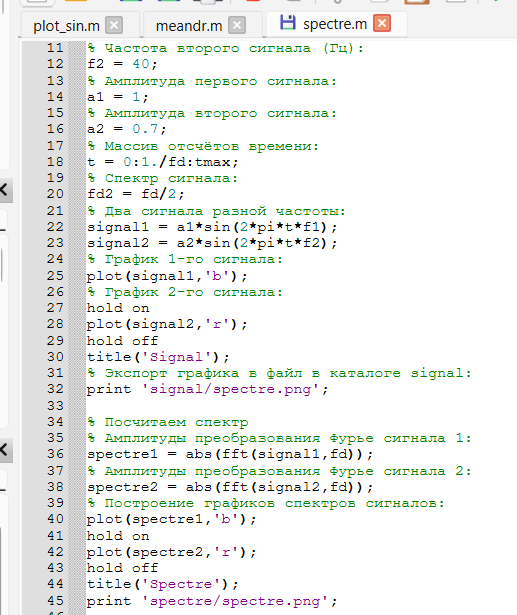 plot_sin.m meandr.m spectre.m
11 % Частота второго сигнала (Гц):
12 f2 = 40;
13 % Амплитуда первого сигнала:
14 a1 = 1;
15 % Амплитуда второго сигнала:
16 a2 = 0.7;
17 % Массив отсчётов времени:
18 t = 0:1./fd:tmax;
19 % Спектр сигнала:
20 fd2 = fd/2;
21 % Два сигнала разной частоты:
22 signal1 = a1*sin(2*pi*t*f1);
23 signal2 = a2*sin(2*pi*t*f2);
24 % График 1-го сигнала:
25 plot(signal1,'b');
26 % График 2-го сигнала:
27 hold on
28 plot(signal2,'r');
29 hold off
30 title('Signal');
31 % Экспорт графика в файл в каталоге signal:
32 print 'signal/spectre.png';
33
34 % Посчитаем спектр
35 % Амплитуды преобразования Фурье сигнала 1:
36 spectre1 = abs(fft(signal1,fd));
37 % Амплитуды преобразования Фурье сигнала 2:
38 spectre2 = abs(fft(signal2,fd));
39 % Построение графиков спектров сигналов:
40 plot(spectre1,'b');
41 hold on
42 plot(spectre2,'r');
43 hold off
44 title('Spectre');
45 print 'spectre/spectre.png';